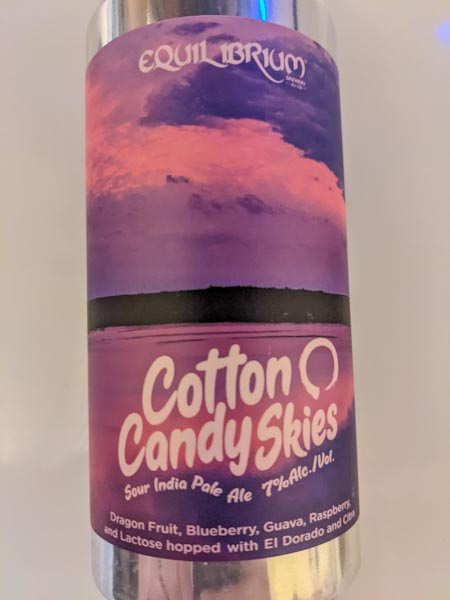 EQUILIBRIUM
BREWERY
Cotton
Candy Skies
Sour India Pale Ale 7% Alc./Vol.
Dragon Fruit, Blueberry, Guava, Raspberry,
and Lactose hopped with El Dorado and Citra